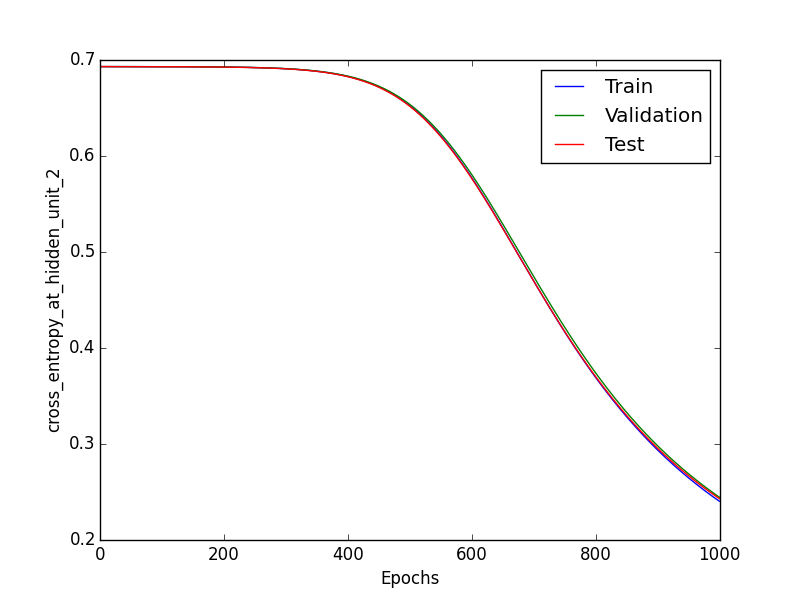 0.7
0.6
0.5
0.4
0.3
0.2
cross_entropy_at_hidden_unit_2
Train
Validation
Test
0 200 400 600 800 1000
Epochs